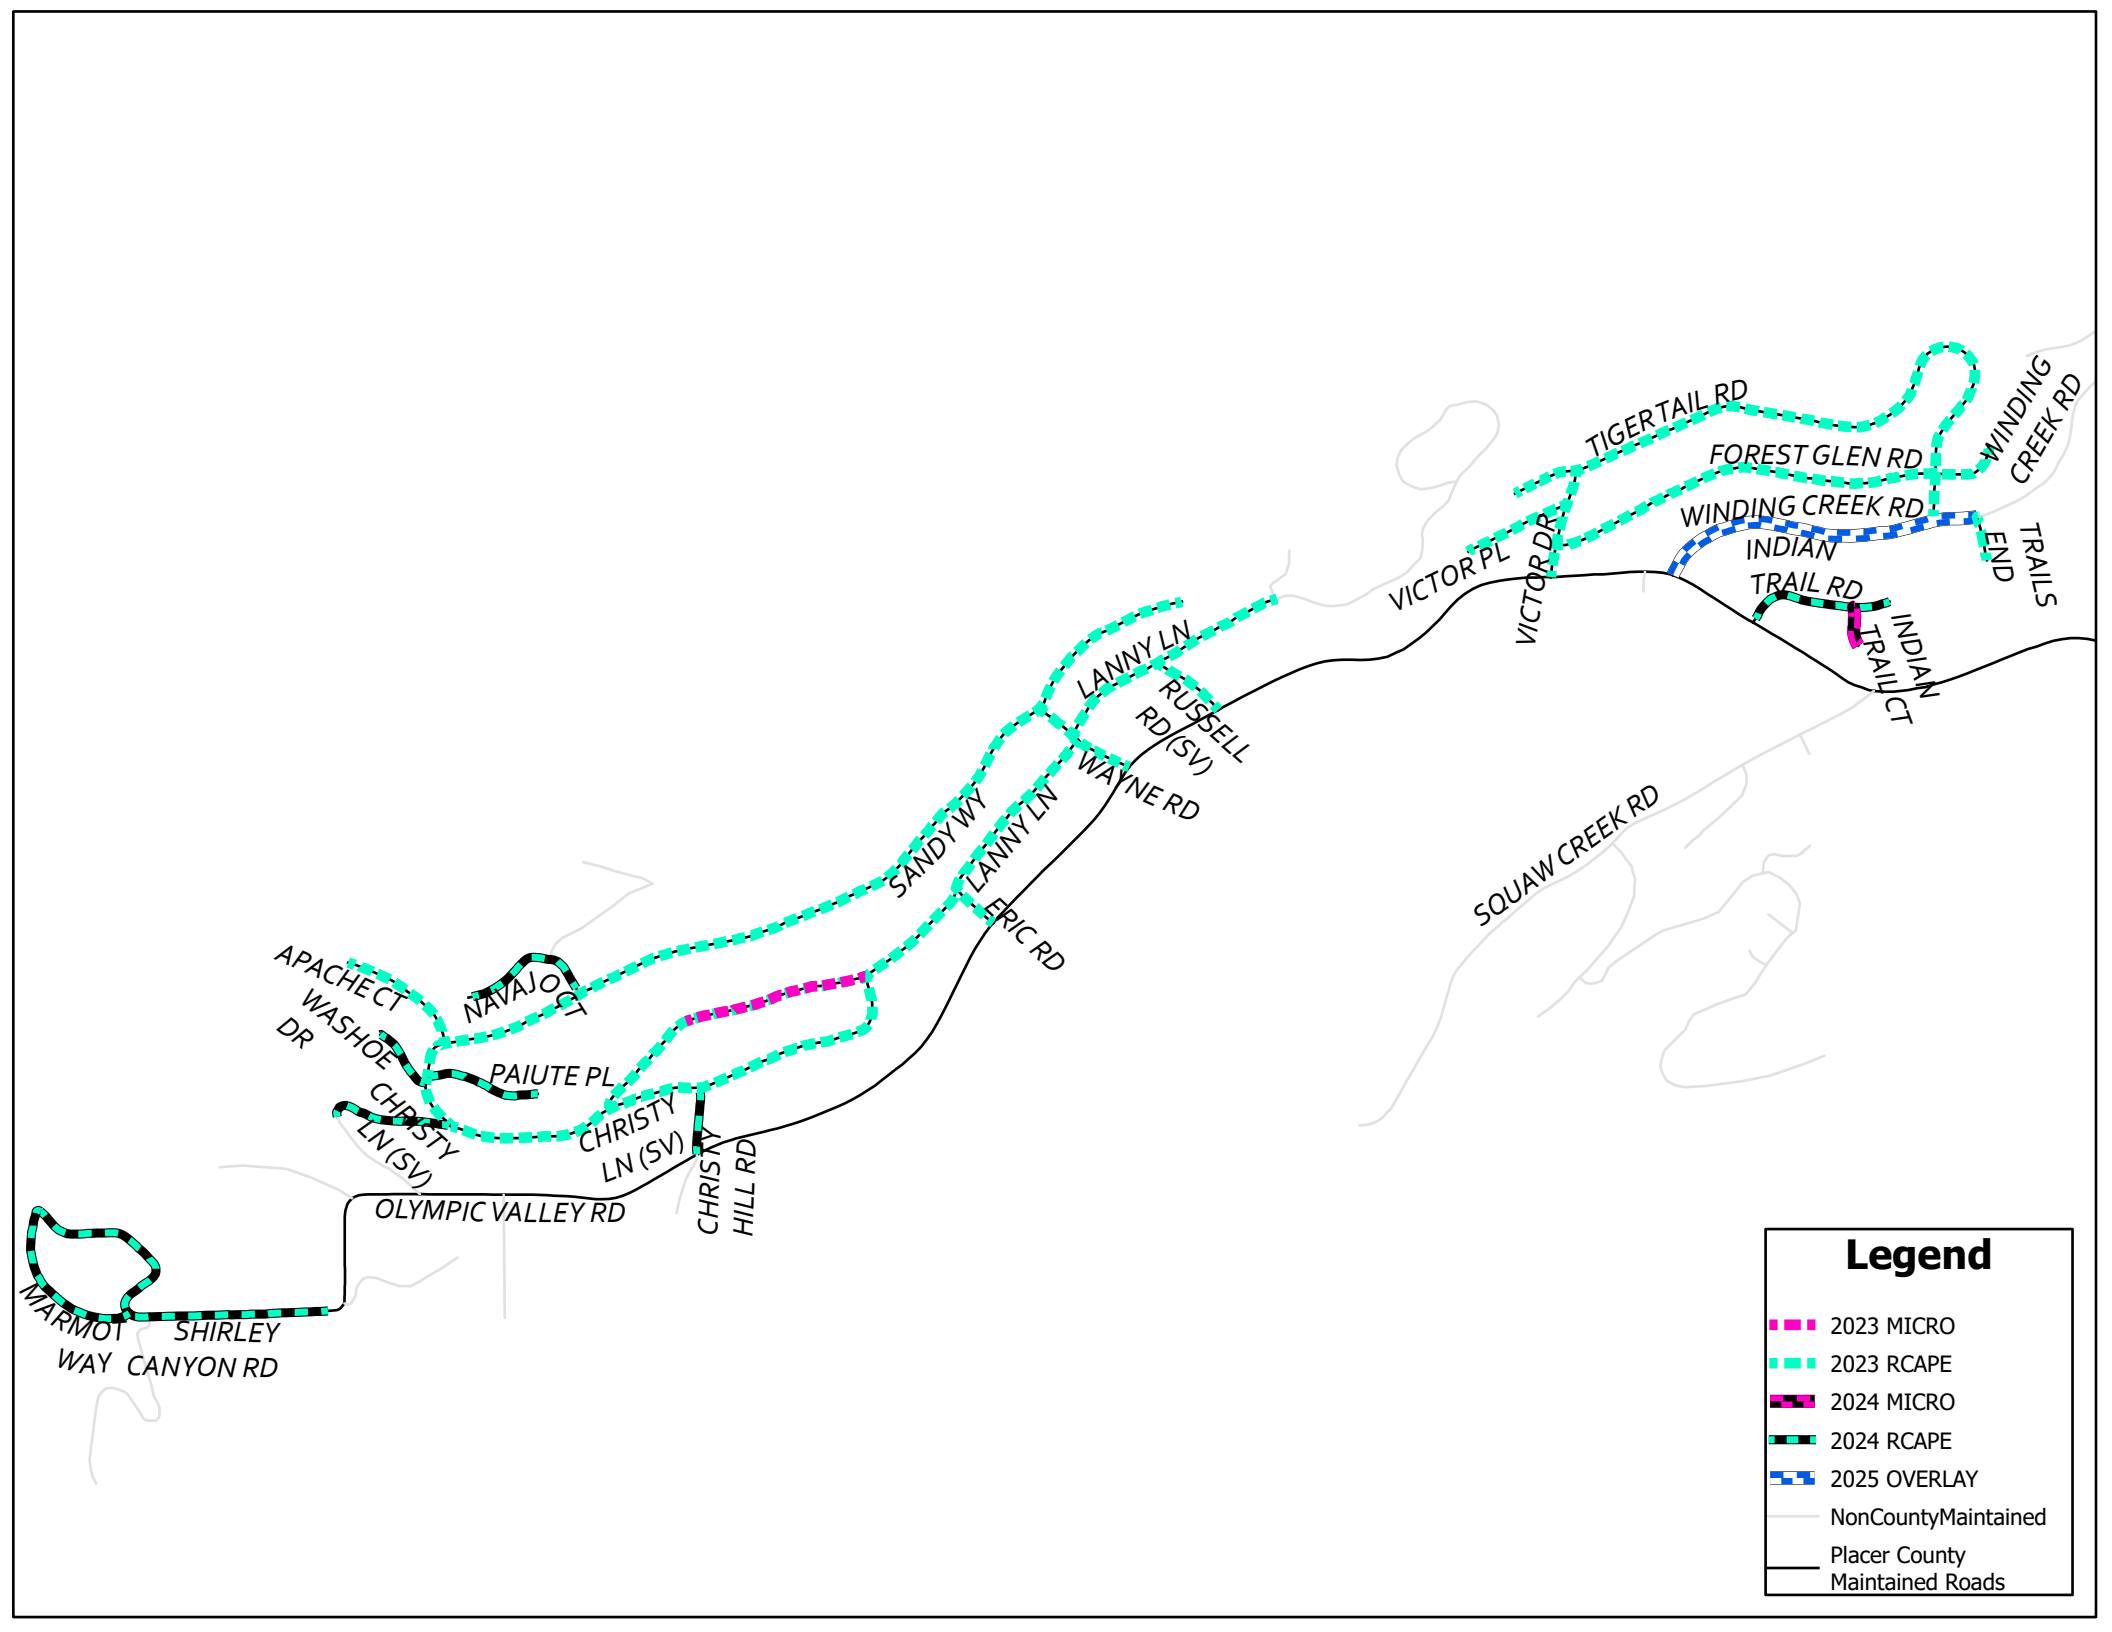 WINDING
CREEK RD
TIGER TAIL RD
FOREST GLEN RD
WINDING CREEK RD
INDIAN
TRAIL RD
TRAILS
END
VICTOR PL
VICTOR DR
INDIAN
TRAIL CT
LANNY LN
RUSSELL
RD (SV)
WAYNE RD
SANDY WY
LANNY LN
SQUAW CREEK RD
ERIC RD
APACHE CT
NAVAJO CT
WASHOE
DR
PAIUTE PL
CHRISTY
LN (SV)
CHRISTY
LN (SV)
CHRISTY
HILL RD
OLYMPIC VALLEY RD
MARMOT
WAY
SHIRLEY
CANYON RD
Legend
2023 MICRO
2023 RCAPE
2024 MICRO
2024 RCAPE
2025 OVERLAY
NonCountyMaintained
Placer County
Maintained Roads